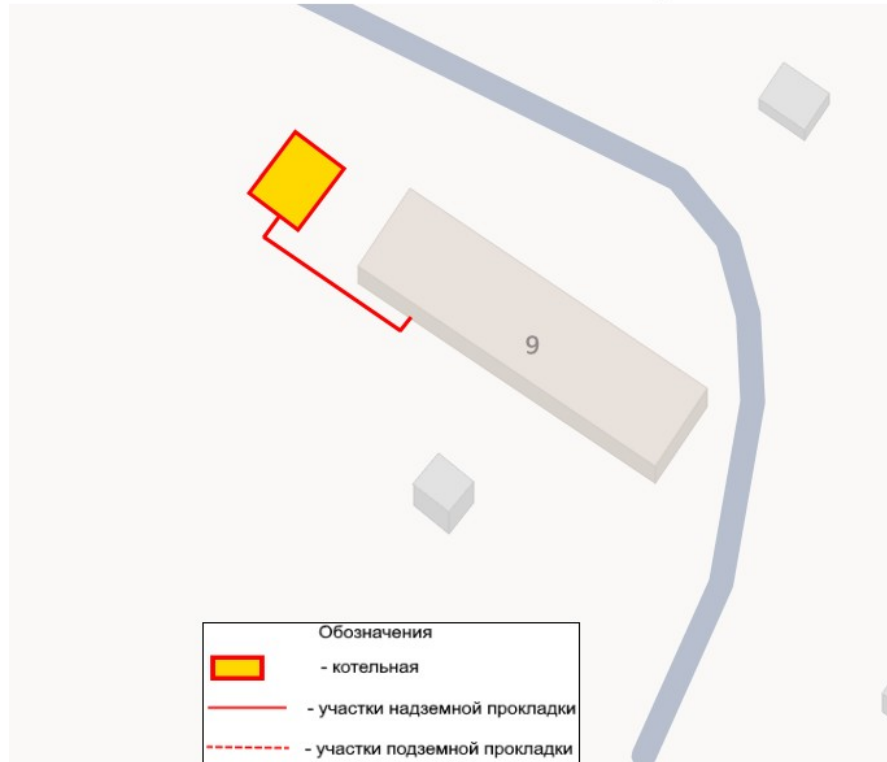 9
Обозначения
- котельная
- участки надземной прокладки
- участки подземной прокладки